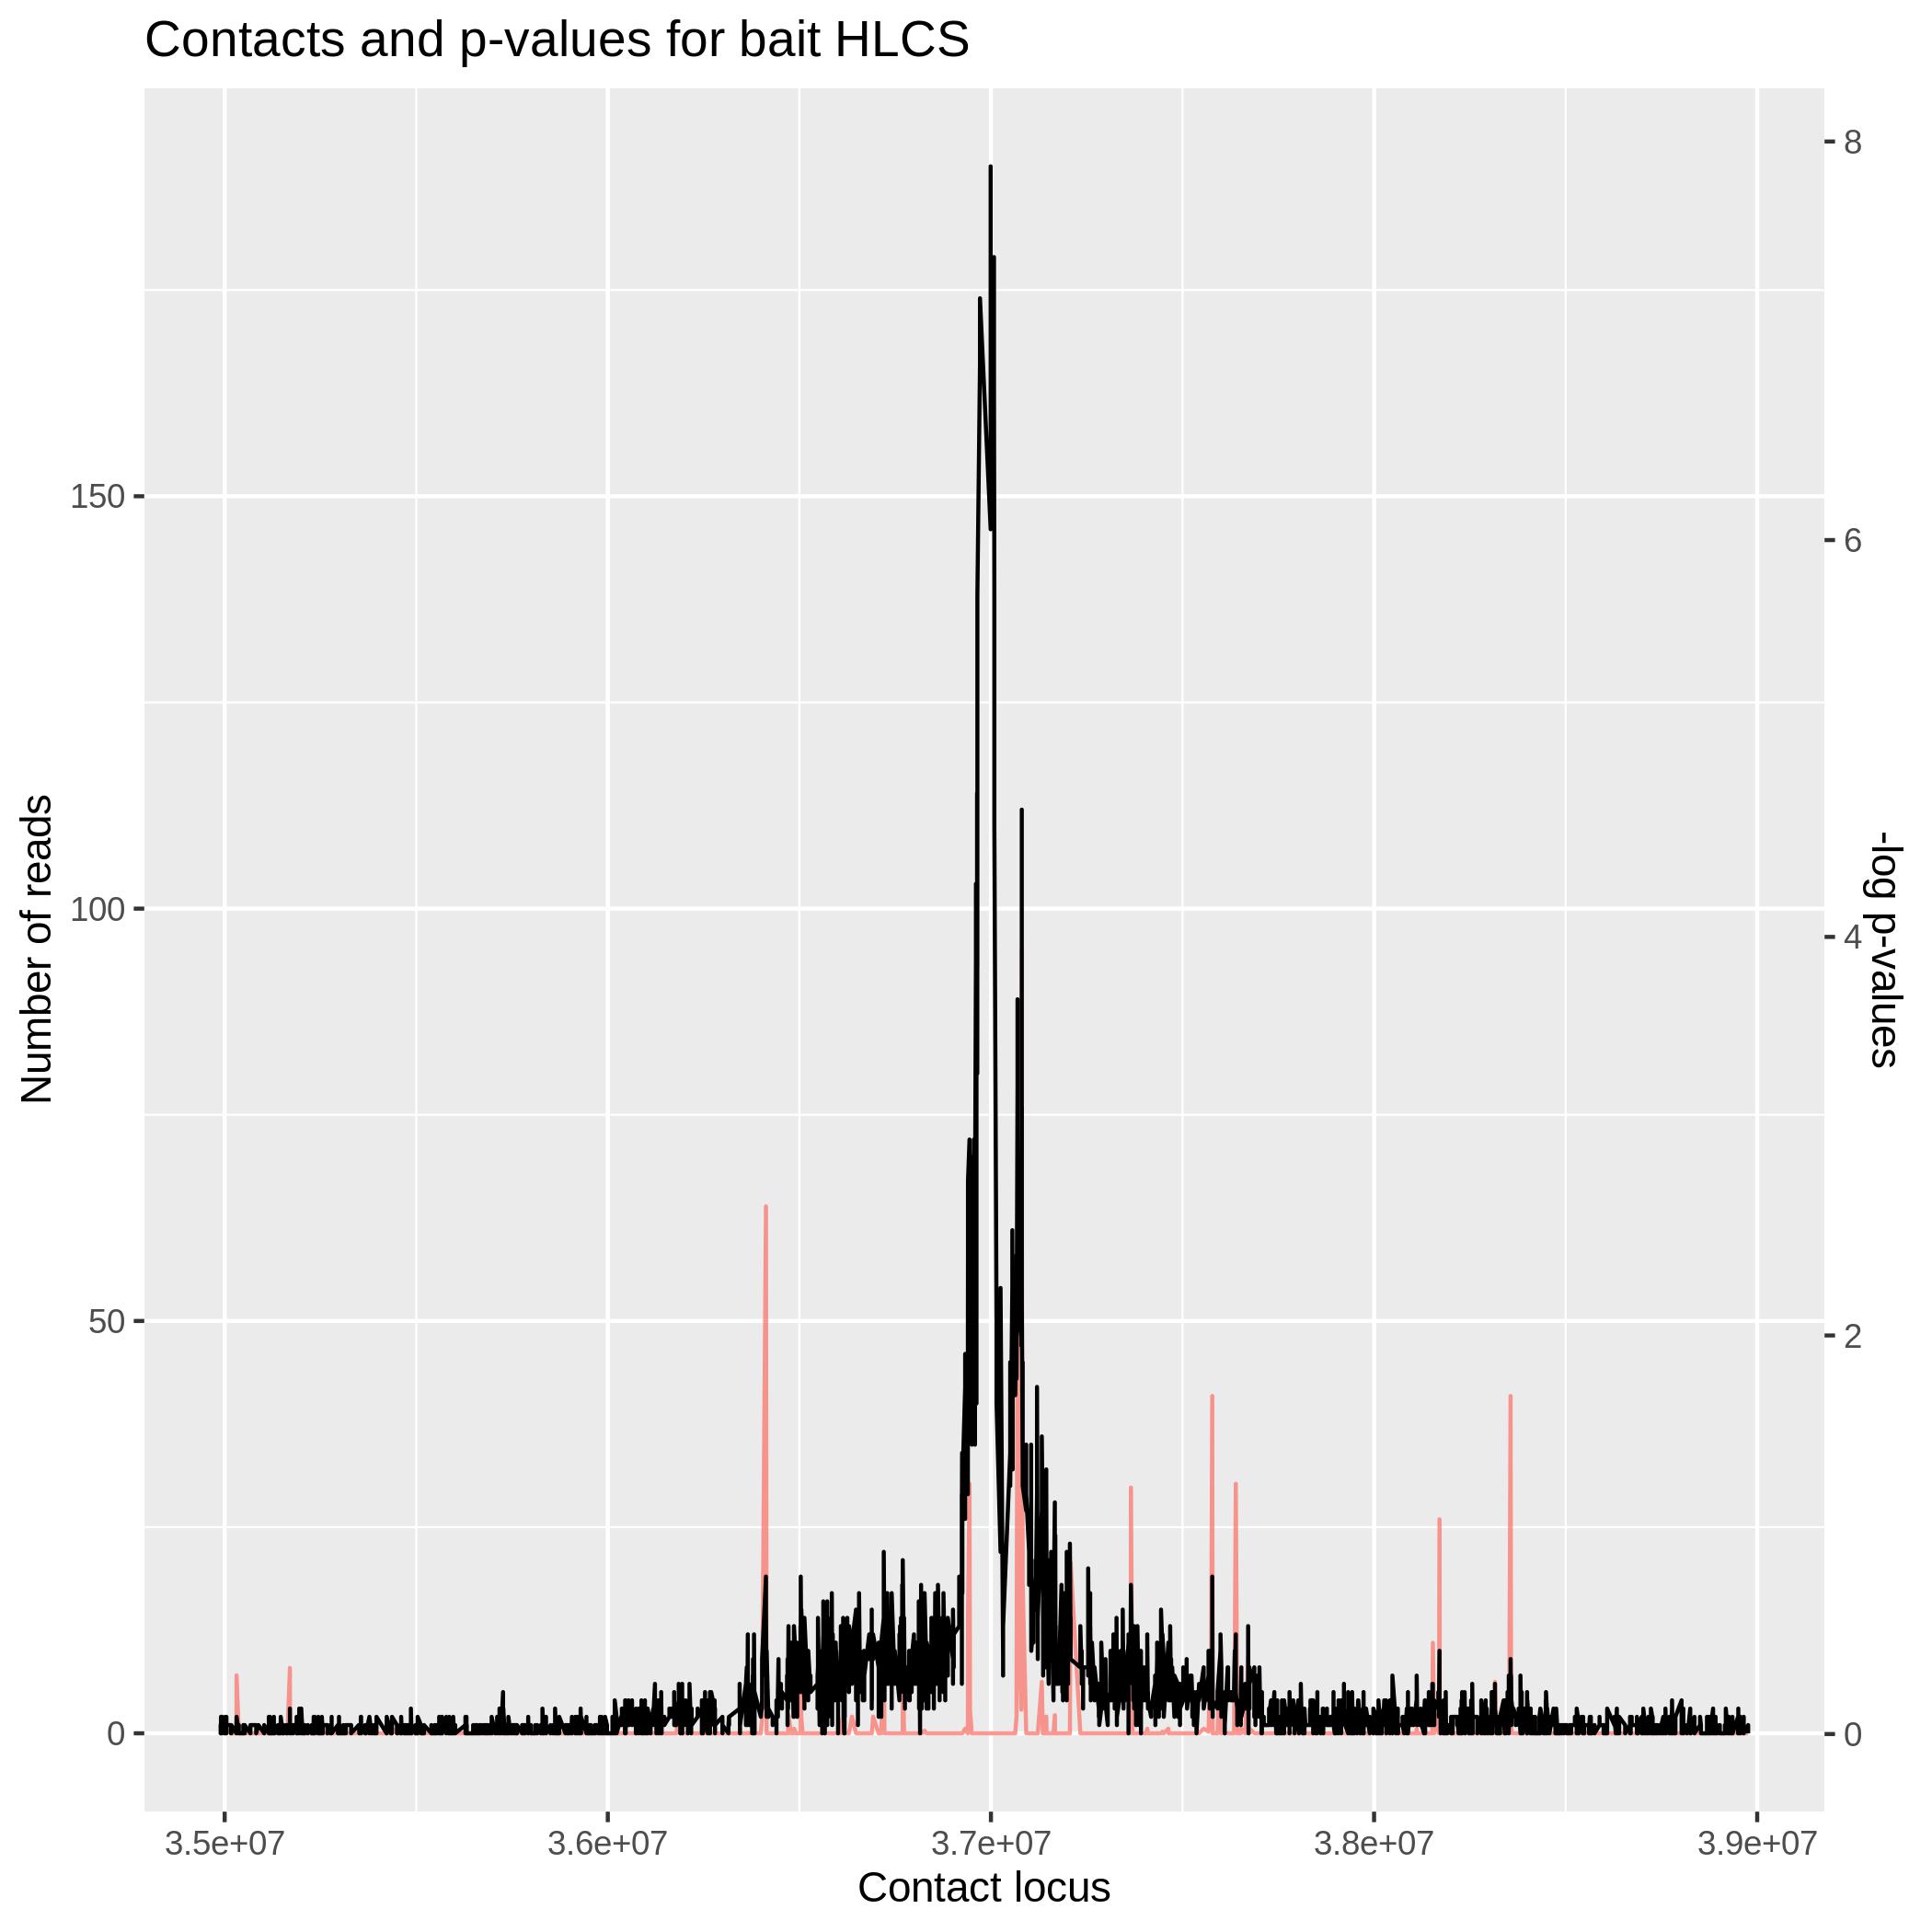 Contacts and p-values for bait HLCS
Number of reads
150
100
50
0
8
6
4
2
0
-log p-values
3.5e+07
3.6e+07
3.7e+07
3.8e+07
3.9e+07
Contact locus